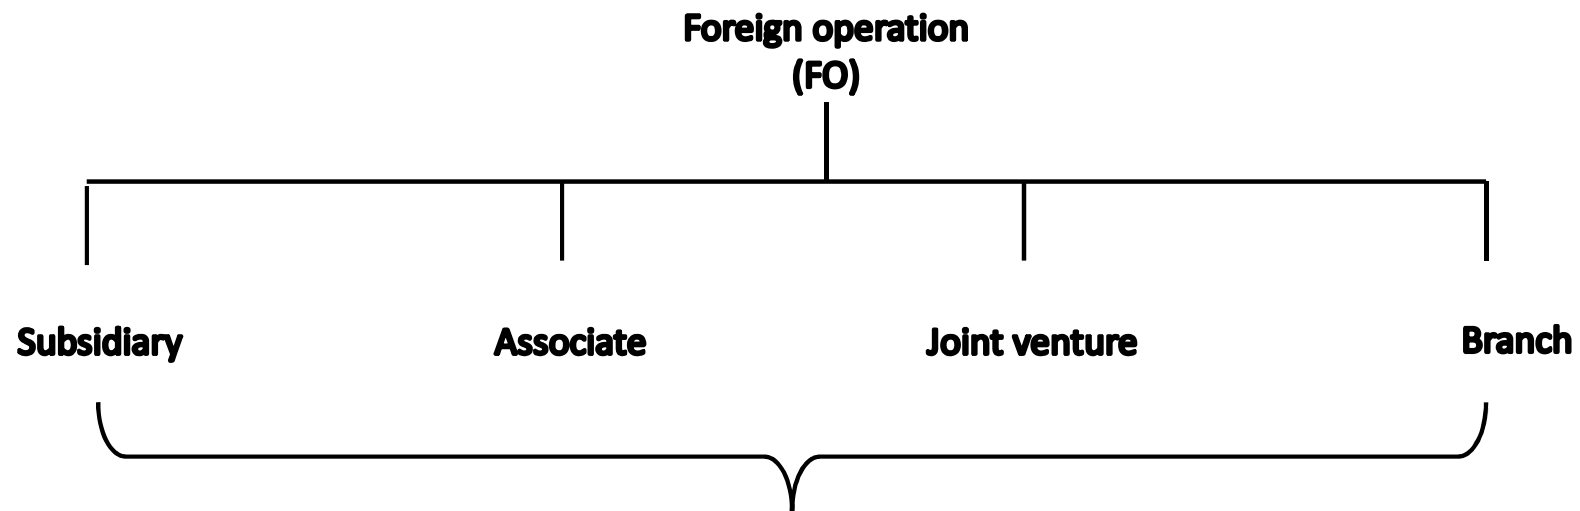 Foreign operation
(FO)
Subsidiary
Associate
Joint venture
Branch